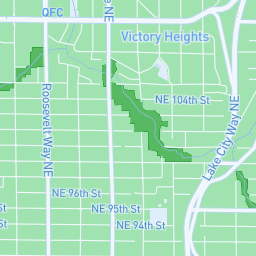 QFC
NE
Victory Heights
NE 104th St
Roosevelt Way NE
Lake City Way NE
NE 96th St
NE 95th St
NE 94th St